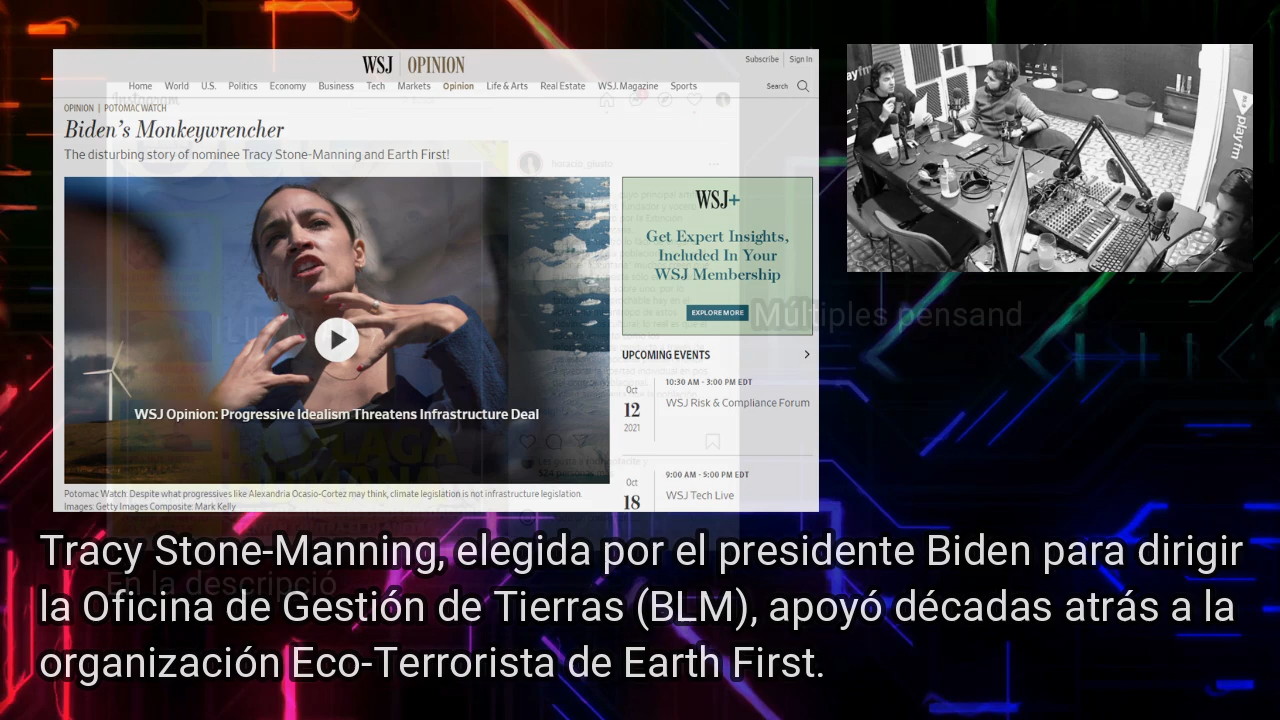 WSJ OPINION
Subscribe
Sign In
Home World U.S. Politics Economy Business Tech Markets Opinion Life & Arts Real Estate WSJ.Magazine Sports
Search
OPINION | POTOMAC WATCH
Biden's Monkeywrencher
The disturbing story of nominee Tracy Stone-Manning and Earth First!
Instagram
horacio_giusto
WSJ Opinion: Progressive Idealism Threatens Infrastructure Deal
Potomac Watch: Despite what progressives like Alexandria Ocasio-Cortez may think, climate legislation is not infrastructure legislation.
Images: Getty Images Composite: Mark Kelly
WSJ+
Get Expert Insights,
Included In Your
WSJ Membership
EXPLORE MORE
UPCOMING EVENTS
Oct
12
2021
10:30 AM - 3:00 PM EDT
WSJ Risk & Compliance Forum
Oct
18
9:00 AM - 5:00 PM EDT
WSJ Tech Live
playfm
Múltiples pensand
En la descripció
Tracy Stone-Manning, elegida por el presidente Biden para dirigir
la Oficina de Gestión de Tierras (BLM), apoyó décadas atrás a la
organización Eco-Terrorista de Earth First.